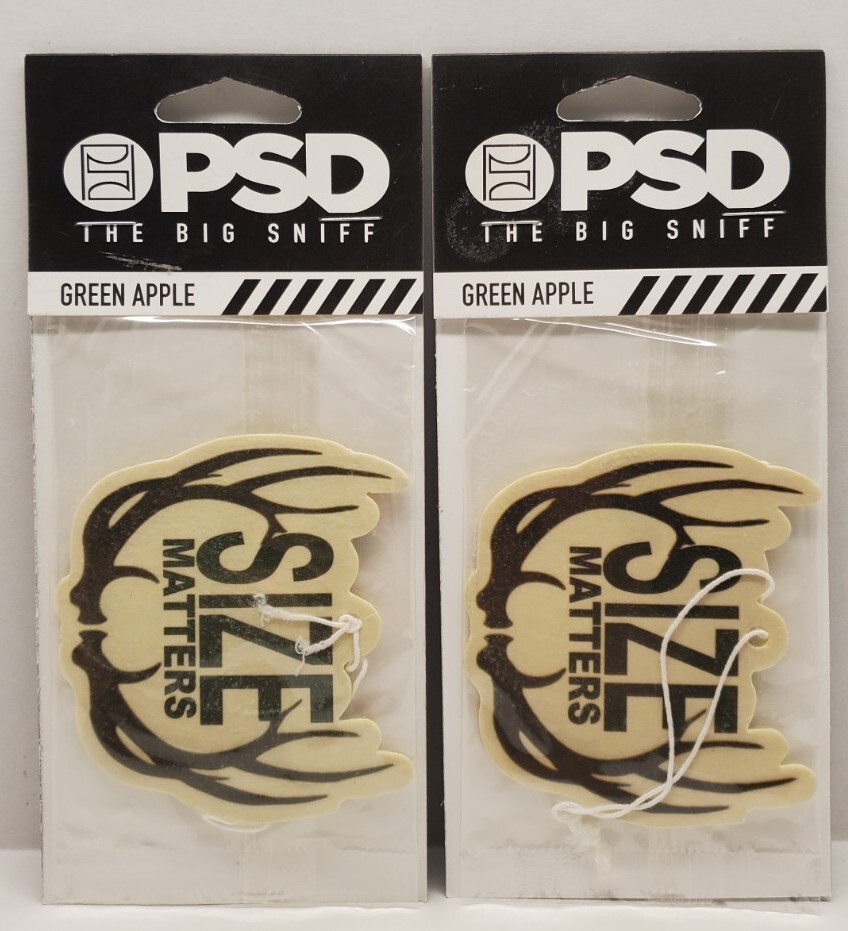 PSD
THE BIG SNIFF
GREEN APPLE
SIZE
MATTERS
PSD
THE BIG SNIFF
GREEN APPLE
SIZE
MATTERS